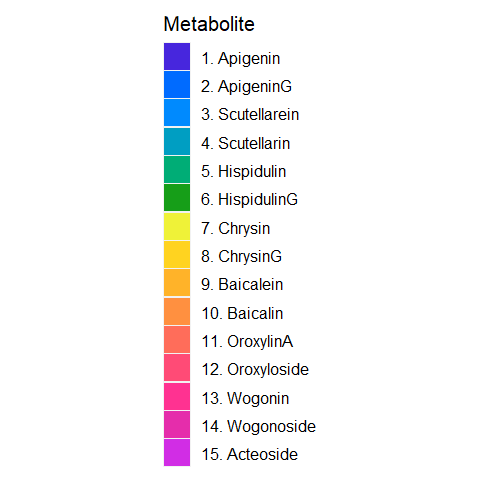 Metabolite
1. Apigenin
2. ApigeninG
3. Scutellarein
4. Scutellarin
5. Hispidulin
6. HispidulinG
7. Chrysin
8. ChrysinG
9. Baicalein
10. Baicalin
11. OroxylinA
12. Oroxyloside
13. Wogonin
14. Wogonoside
15. Acteoside